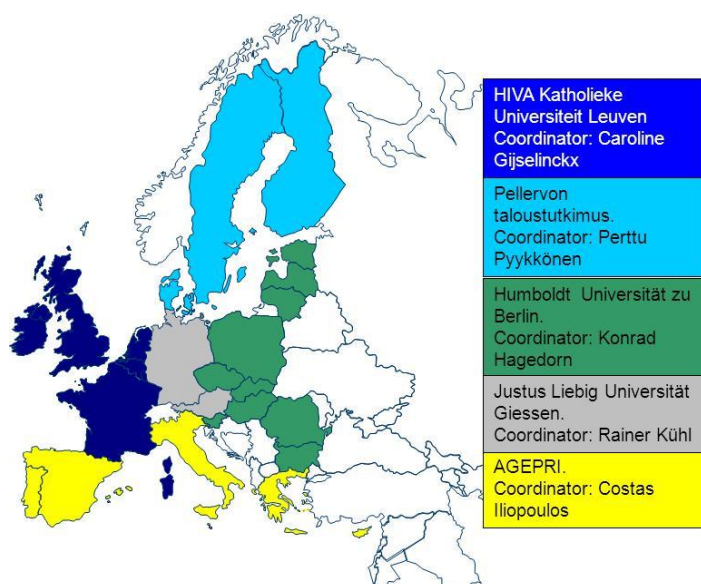 HIVA Katholieke
Universiteit Leuven
Coordinator: Caroline
Gijselinckx
Pellervon
taloustutkimus.
Coordinator: Perttu
Pyykkönen
Humboldt Universität zu
Berlin.
Coordinator: Konrad
Hagedorn
Justus Liebig Universität
Giessen.
Coordinator: Rainer Kühl
AGEPRI.
Coordinator: Costas
Iliopoulos